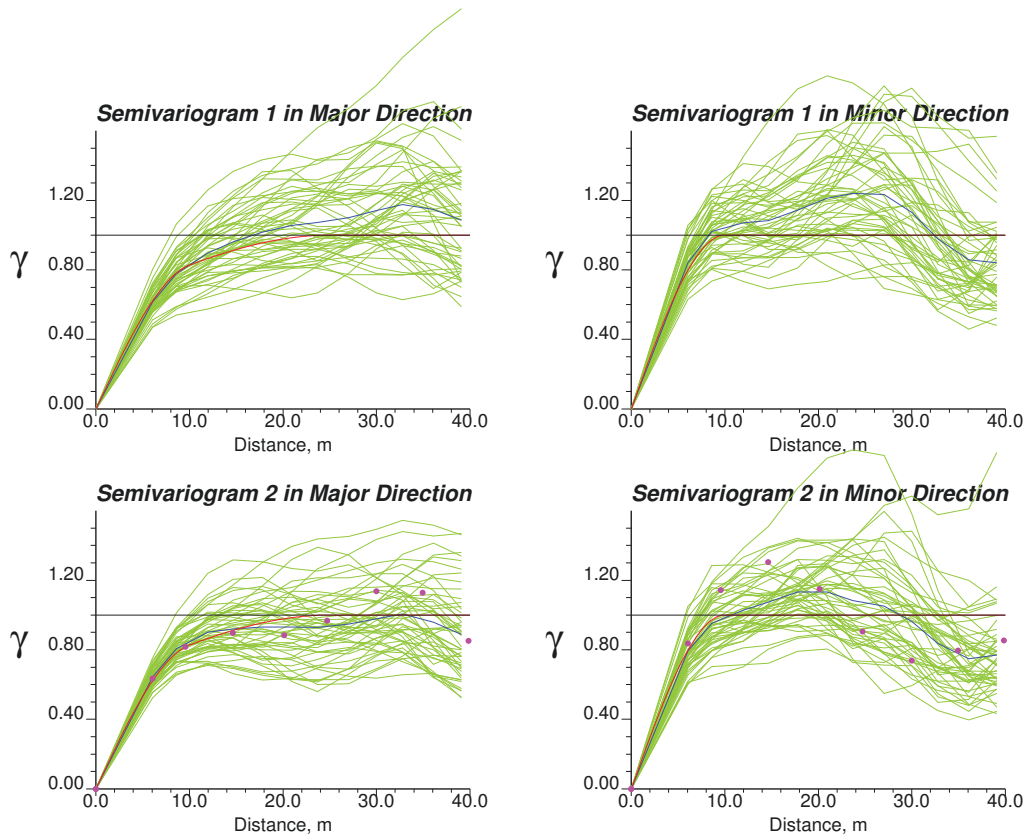 Semivariogram 1 in Major Direction
γ
1.20
0.80
0.40
0.00
0.0 10.0 20.0 30.0 40.0
Distance, m
Semivariogram 1 in Minor Direction
γ
1.20
0.80
0.40
0.00
0.0 10.0 20.0 30.0 40.0
Distance, m
Semivariogram 2 in Major Direction
γ
1.20
0.80
0.40
0.00
0.0 10.0 20.0 30.0 40.0
Distance, m
Semivariogram 2 in Minor Direction
γ
1.20
0.80
0.40
0.00
0.0 10.0 20.0 30.0 40.0
Distance, m